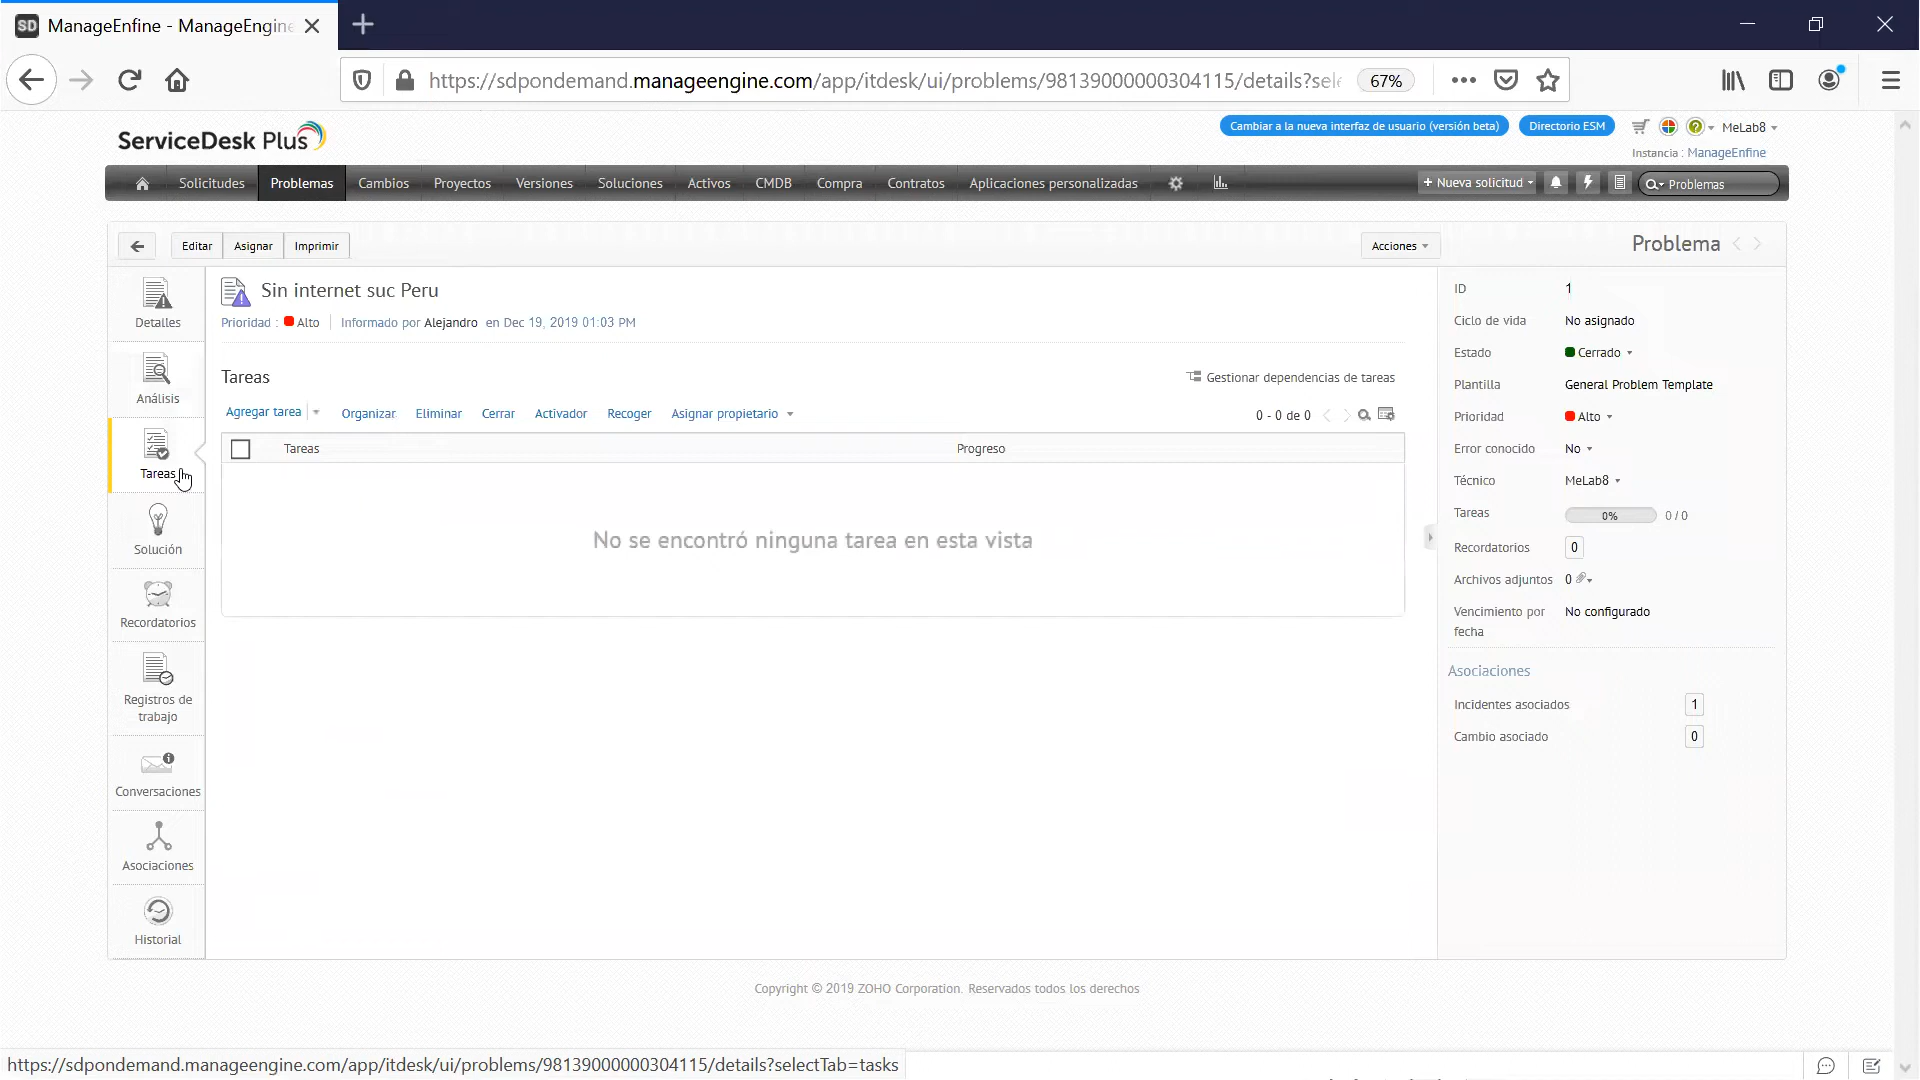 SD ManageEnfine - ManageEngine
https://sdpondemand.manageengine.com/app/itdesk/ui/problems/98139000000304115/details?sele
67%
ServiceDesk Plus
Cambiar a la nueva interfaz de usuario (versión beta)
Directorio ESM
MeLab8
Instancia : ManageEnfine
Solicitudes
Problemas
Cambios
Proyectos
Versiones
Soluciones
Activos
CMDB
Compra
Contratos
Aplicaciones personalizadas
+ Nueva solicitud
Problemas
Editar
Asignar
Imprimir
Acciones
Problema
Detalles
Análisis
Tareas
Solución
Recordatorios
Registros de
trabajo
Conversaciones
Asociaciones
Historial
Sin internet suc Peru
Prioridad : Alto
Informado por Alejandro en Dec 19, 2019 01:03 PM
Tareas
Gestionar dependencias de tareas
Agregar tarea
Organizar
Eliminar
Cerrar
Activador
Recoger
Asignar propietario
0 - 0 de 0
Tareas
Progreso
No se encontró ninguna tarea en esta vista
ID 1
Ciclo de vida No asignado
Estado Cerrado
Plantilla General Problem Template
Prioridad Alto
Error conocido No
Técnico MeLab8
Tareas 0% 0 / 0
Recordatorios 0
Archivos adjuntos 0
Vencimiento por No configurado
fecha
Asociaciones
Incidentes asociados 1
Cambio asociado 0
Copyright © 2019 ZOHO Corporation. Reservados todos los derechos
https://sdpondemand.manageengine.com/app/itdesk/ui/problems/98139000000304115/details?selectTab=tasks